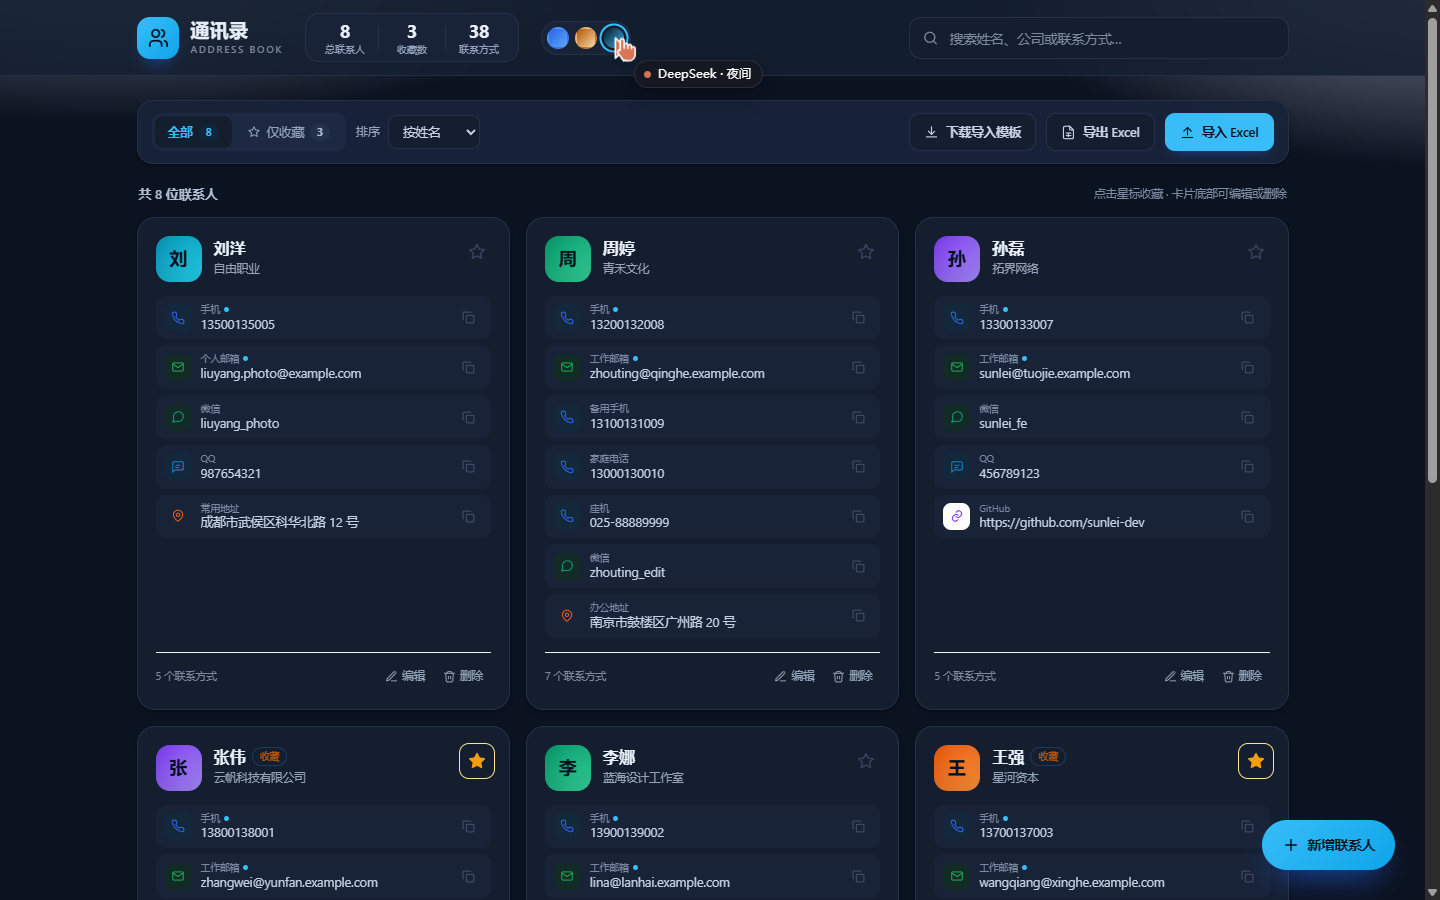 通讯录
ADDRESS BOOK
8
总联系人
3
收藏数
38
联系方式
搜索姓名、公司或联系方式...
DeepSeek · 夜间
全部 8
仅收藏 3
排序
按姓名
下载导入模板
导出 Excel
导入 Excel
共 8 位联系人
点击星标收藏 · 卡片底部可编辑或删除
刘
刘洋
自由职业
手机
13500135005
个人邮箱
liuyang.photo@example.com
微信
liuyang_photo
QQ
987654321
常用地址
成都市武侯区科华北路 12 号
5 个联系方式
编辑
删除
周
周婷
青禾文化
手机
13200132008
工作邮箱
zhouting@qinghe.example.com
备用手机
13100131009
家庭电话
13000130010
座机
025-88889999
微信
zhouting_edit
办公地址
南京市鼓楼区广州路 20 号
7 个联系方式
编辑
删除
孙
孙磊
拓界网络
手机
13300133007
工作邮箱
sunlei@tuojie.example.com
微信
sunlei_fe
QQ
456789123
GitHub
https://github.com/sunlei-dev
5 个联系方式
编辑
删除
张
张伟 收藏
云帆科技有限公司
手机
13800138001
工作邮箱
zhangwei@yunfan.example.com
李
李娜
蓝海设计工作室
手机
13900139002
工作邮箱
lina@lanhai.example.com
王
王强 收藏
星河资本
手机
13700137003
工作邮箱
wangqiang@xinghe.example.com
新增联系人